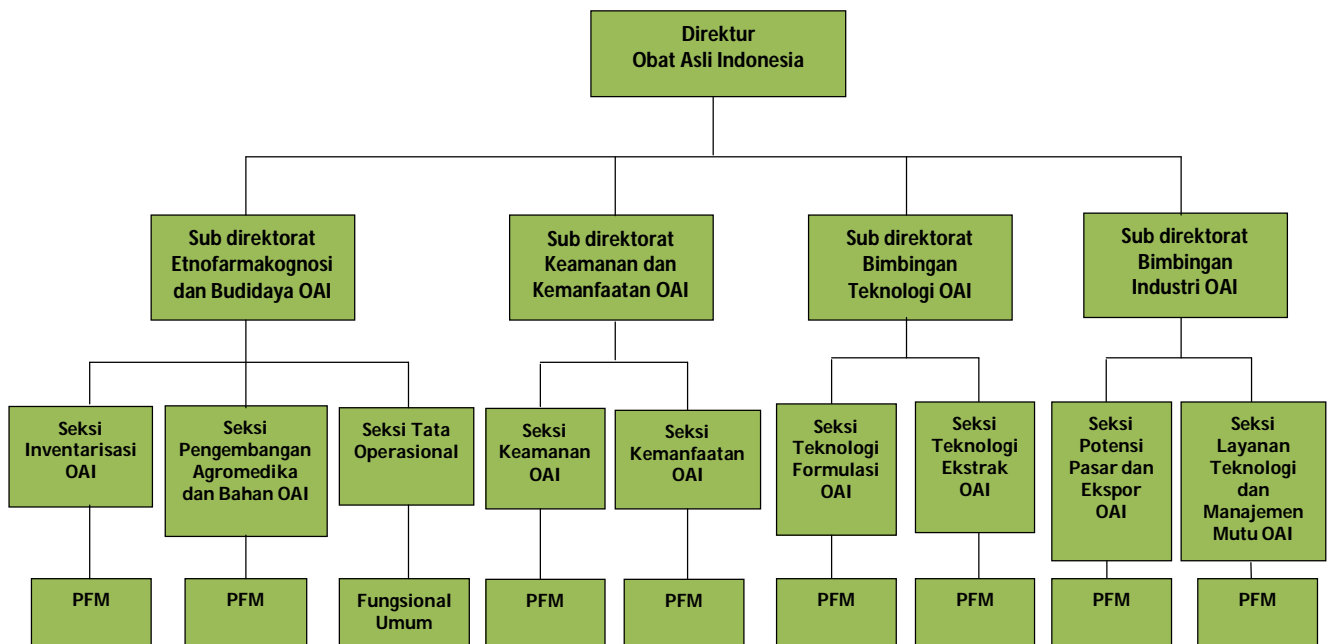 Direktur
Obat Asli Indonesia
Sub direktorat
Etnofarmakognosi
dan Budidaya OAI
Sub direktorat
Keamanan dan
Kemanfaatan OAI
Sub direktorat
Bimbingan
Teknologi OAI
Sub direktorat
Bimbingan
Industri OAI
Seksi
Inventarisasi
OAI
Seksi
Pengembangan
Agromedika
dan Bahan OAI
Seksi Tata
Operasional
Seksi
Keamanan
OAI
Seksi
Kemanfaatan
OAI
Seksi
Teknologi
Formulasi
OAI
Seksi
Teknologi
Ekstrak
OAI
Seksi
Potensi
Pasar dan
Ekspor
OAI
Seksi
Layanan
Teknologi
dan
Manajemen
Mutu OAI
PFM
PFM
Fungsional
Umum
PFM
PFM
PFM
PFM
PFM
PFM